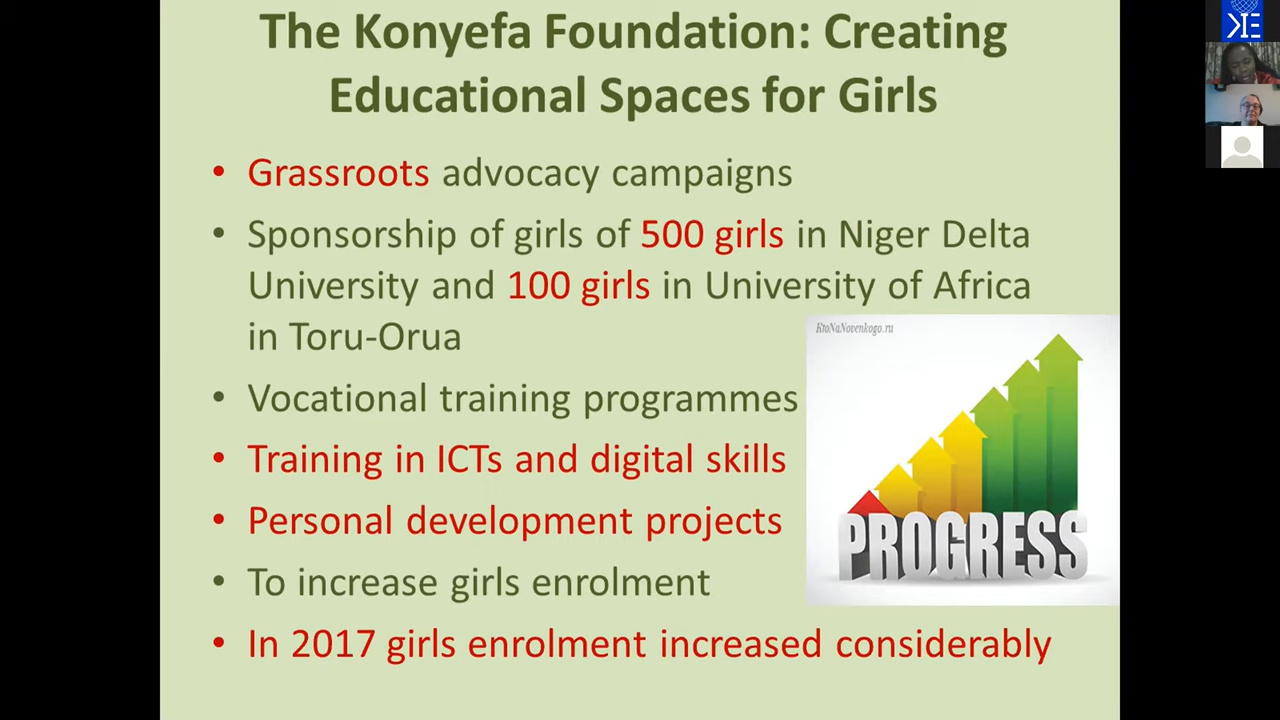 The Konyefa Foundation: Creating
Educational Spaces for Girls
• Grassroots advocacy campaigns
• Sponsorship of girls of 500 girls in Niger Delta
University and 100 girls in University of Africa
in Toru-Orua
• Vocational training programmes
• Training in ICTs and digital skills
• Personal development projects
• To increase girls enrolment
• In 2017 girls enrolment increased considerably
KtoNaNovenkogo.ru
PROGRESS